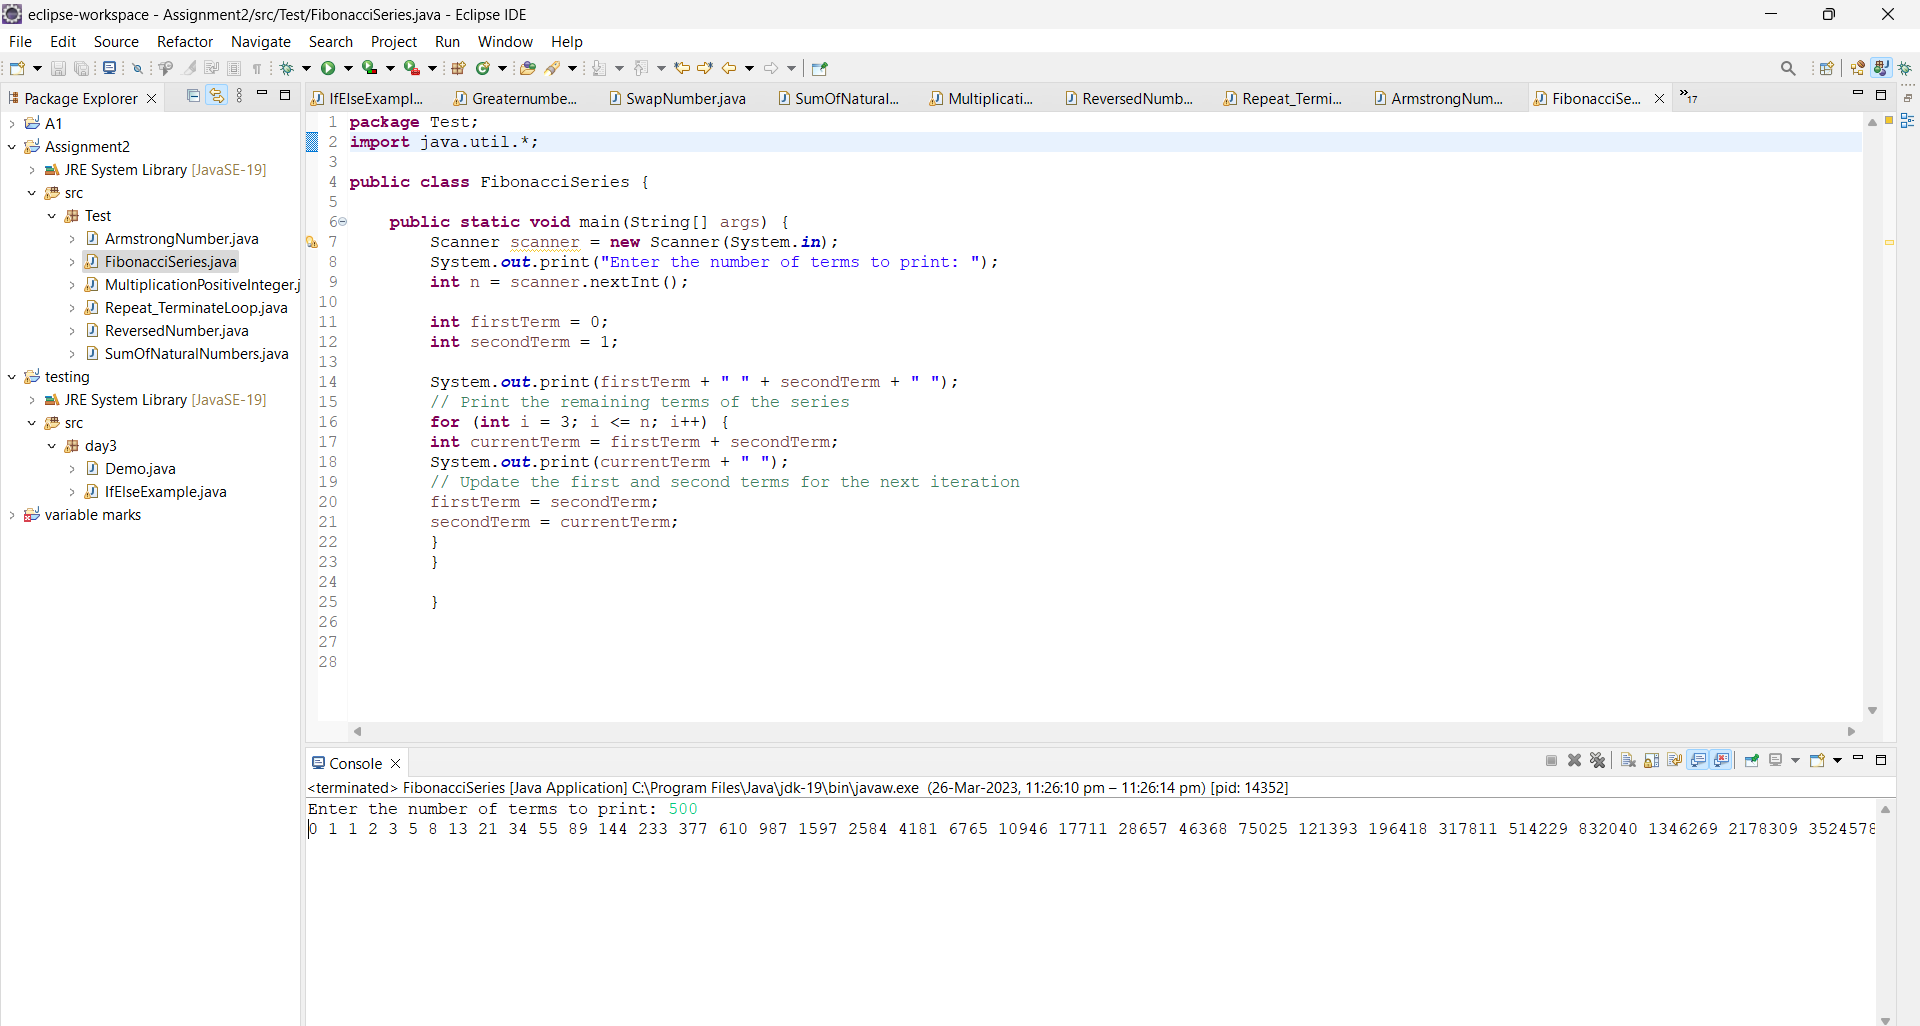 eclipse-workspace - Assignment2/src/Test/FibonacciSeries.java - Eclipse IDE
File Edit Source Refactor Navigate Search Project Run Window Help
Package Explorer
A1
Assignment2
JRE System Library [JavaSE-19]
src
Test
ArmstrongNumber.java
FibonacciSeries.java
MultiplicationPositiveInteger.j
Repeat_TerminateLoop.java
ReversedNumber.java
SumOfNaturalNumbers.java
testing
JRE System Library [JavaSE-19]
src
day3
Demo.java
IfElseExample.java
variable marks
IfElseExampl... Greaternumbe... SwapNumber.java SumOfNatural... Multiplicati... ReversedNumb... Repeat_Termi... ArmstrongNum... FibonacciSe... »17
1 package Test;
2 import java.util.*;
3
4 public class FibonacciSeries {
5
6 public static void main(String[] args) {
7 Scanner scanner = new Scanner(System.in);
8 System.out.print("Enter the number of terms to print: ");
9 int n = scanner.nextInt();
10
11 int firstTerm = 0;
12 int secondTerm = 1;
13
14 System.out.print(firstTerm + " " + secondTerm + " ");
15 // Print the remaining terms of the series
16 for (int i = 3; i <= n; i++) {
17 int currentTerm = firstTerm + secondTerm;
18 System.out.print(currentTerm + " ");
19 // Update the first and second terms for the next iteration
20 firstTerm = secondTerm;
21 secondTerm = currentTerm;
22 }
23 }
24
25 }
26
27
28
Console
<terminated> FibonacciSeries [Java Application] C:\Program Files\Java\jdk-19\bin\javaw.exe (26-Mar-2023, 11:26:10 pm – 11:26:14 pm) [pid: 14352]
Enter the number of terms to print: 500
0 1 1 2 3 5 8 13 21 34 55 89 144 233 377 610 987 1597 2584 4181 6765 10946 17711 28657 46368 75025 121393 196418 317811 514229 832040 1346269 2178309 3524578